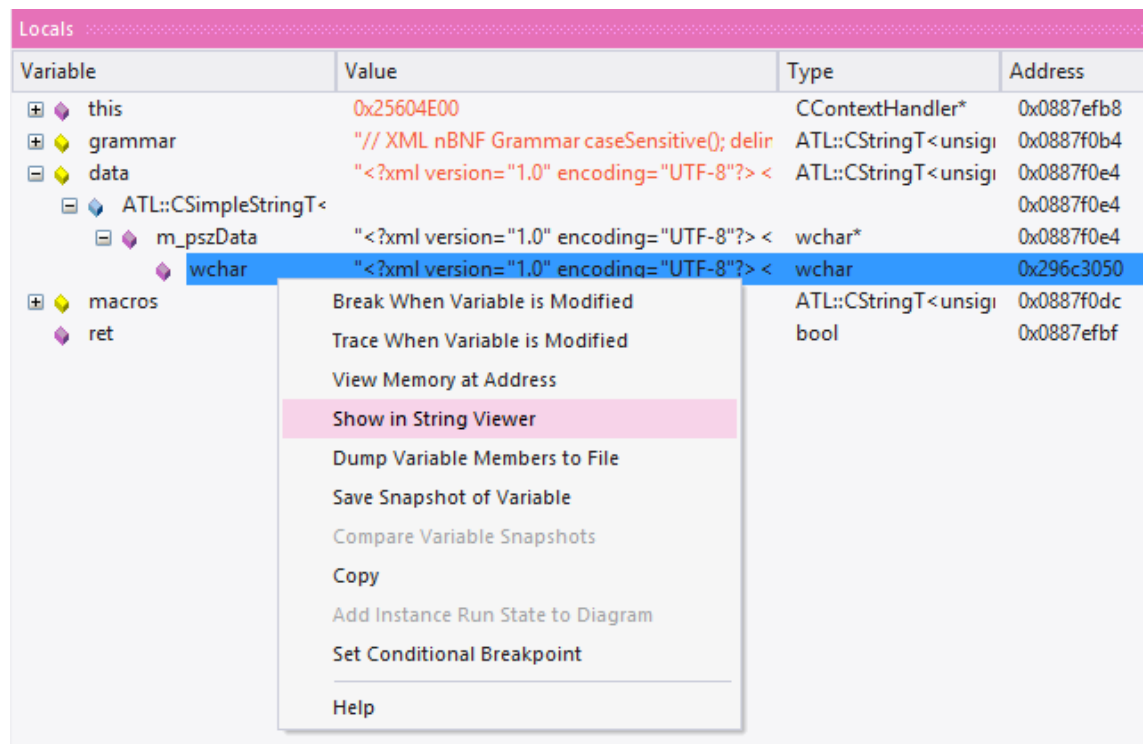 Locals
Variable Value Type Address
this 0x25604E00 CContextHandler* 0x0887efb8
grammar "// XML nBNF Grammar caseSensitive(); delin ATL::CStringT<unsigi 0x0887f0b4
data "<?xml version="1.0" encoding="UTF-8"?> < ATL::CStringT<unsigi 0x0887f0e4
ATL::CSimpleStringT< 0x0887f0e4
m_pszData "<?xml version="1.0" encoding="UTF-8"?> < wchar* 0x0887f0e4
wchar "<?xml version="1.0" encoding="UTF-8"?> < wchar 0x296c3050
macros ATL::CStringT<unsigi 0x0887f0dc
ret bool 0x0887efbf
Break When Variable is Modified
Trace When Variable is Modified
View Memory at Address
Show in String Viewer
Dump Variable Members to File
Save Snapshot of Variable
Compare Variable Snapshots
Copy
Add Instance Run State to Diagram
Set Conditional Breakpoint
Help